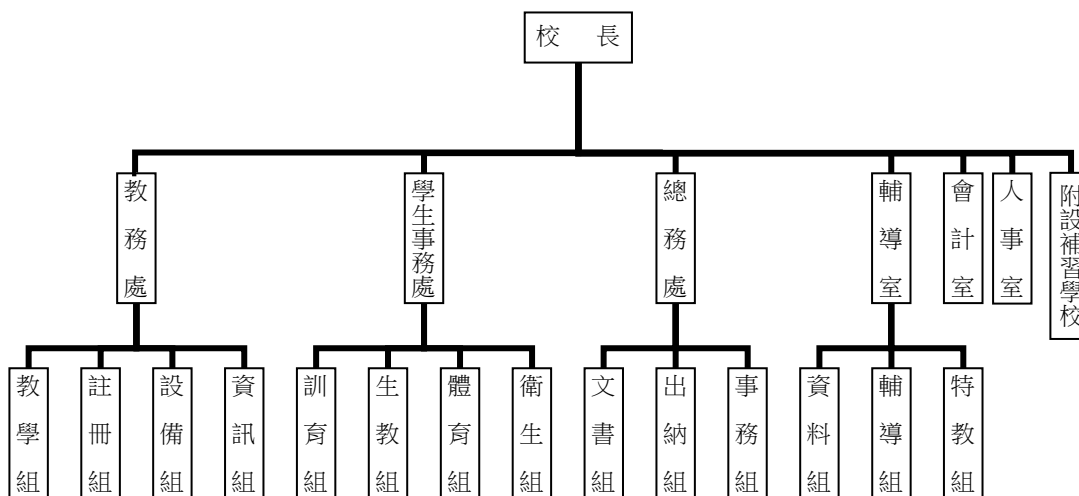 校長
教務處
學生事務處
總務處
輔導室
會計室
人事室
附設補習學校
教學組
註冊組
設備組
資訊組
訓育組
生教組
體育組
衛生組
文書組
出納組
事務組
資料組
輔導組
特教組